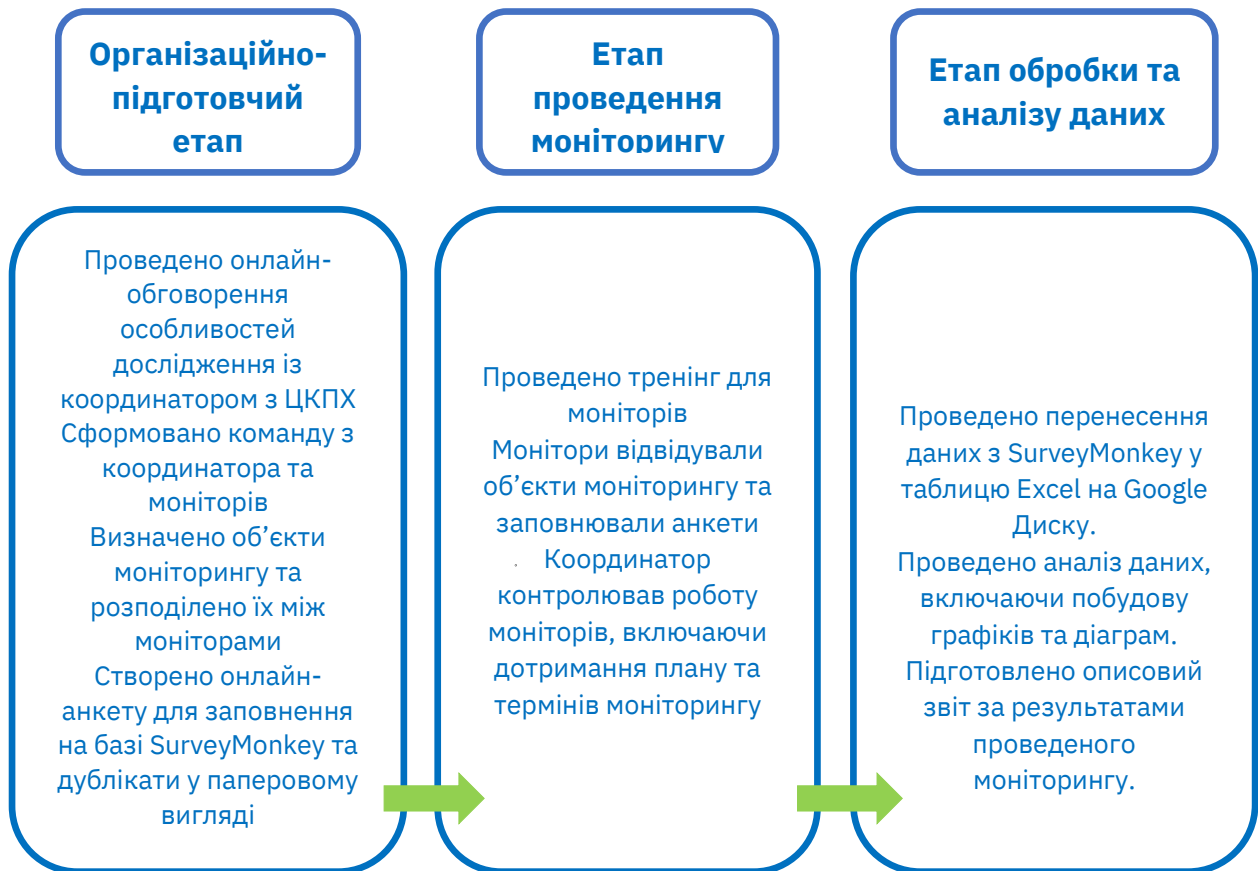 Організаційно-
підготовчий
етап
Етап
проведення
моніторингу
Етап обробки та
аналізу даних
Проведено онлайн-
обговорення
особливостей
дослідження із
координатором з ЦКПХ
Сформовано команду з
координатора та
моніторів
Визначено об’єкти
моніторингу та
розподілено їх між
моніторами
Створено онлайн-
анкету для заповнення
на базі SurveyMonkey та
дублікати у паперовому
вигляді
Проведено тренінг для
моніторів
Монітори відвідували
об’єкти моніторингу та
заповнювали анкети
Координатор
контролював роботу
моніторів, включаючи
дотримання плану та
термінів моніторингу
Проведено перенесення
даних з SurveyMonkey у
таблицю Excel на Google
Диску.
Проведено аналіз даних,
включаючи побудову
графіків та діаграм.
Підготовлено описовий
звіт за результатами
проведеного
моніторингу.